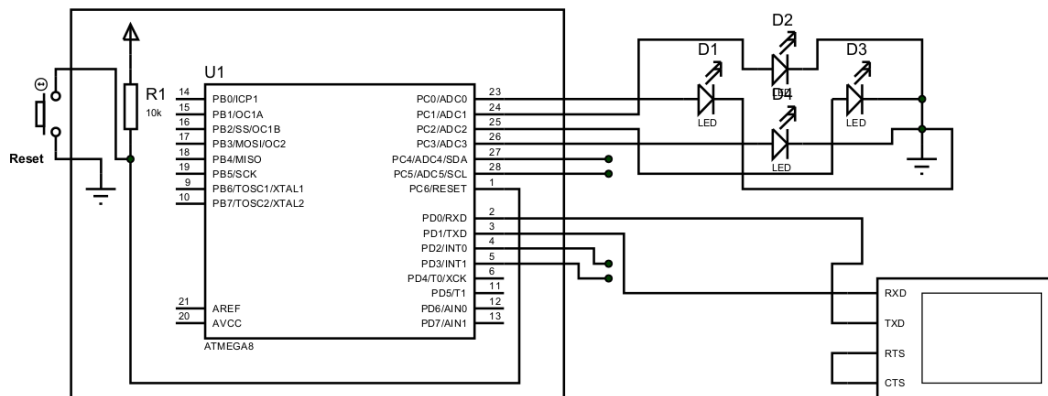 D2
D1
D3
U1
D4
R1
10k
Reset
LED
LED
LED
LED
14
15
16
17
18
19
9
10
21
20
PB0/ICP1
PB1/OC1A
PB2/SS/OC1B
PB3/MOSI/OC2
PB4/MISO
PB5/SCK
PB6/TOSC1/XTAL1
PB7/TOSC2/XTAL2
AREF
AVCC
PC0/ADC0
PC1/ADC1
PC2/ADC2
PC3/ADC3
PC4/ADC4/SDA
PC5/ADC5/SCL
PC6/RESET
PD0/RXD
PD1/TXD
PD2/INT0
PD3/INT1
PD4/T0/XCK
PD5/T1
PD6/AIN0
PD7/AIN1
23
24
25
26
27
28
1
2
3
4
5
6
11
12
13
ATMEGA8
RXD
TXD
RTS
CTS